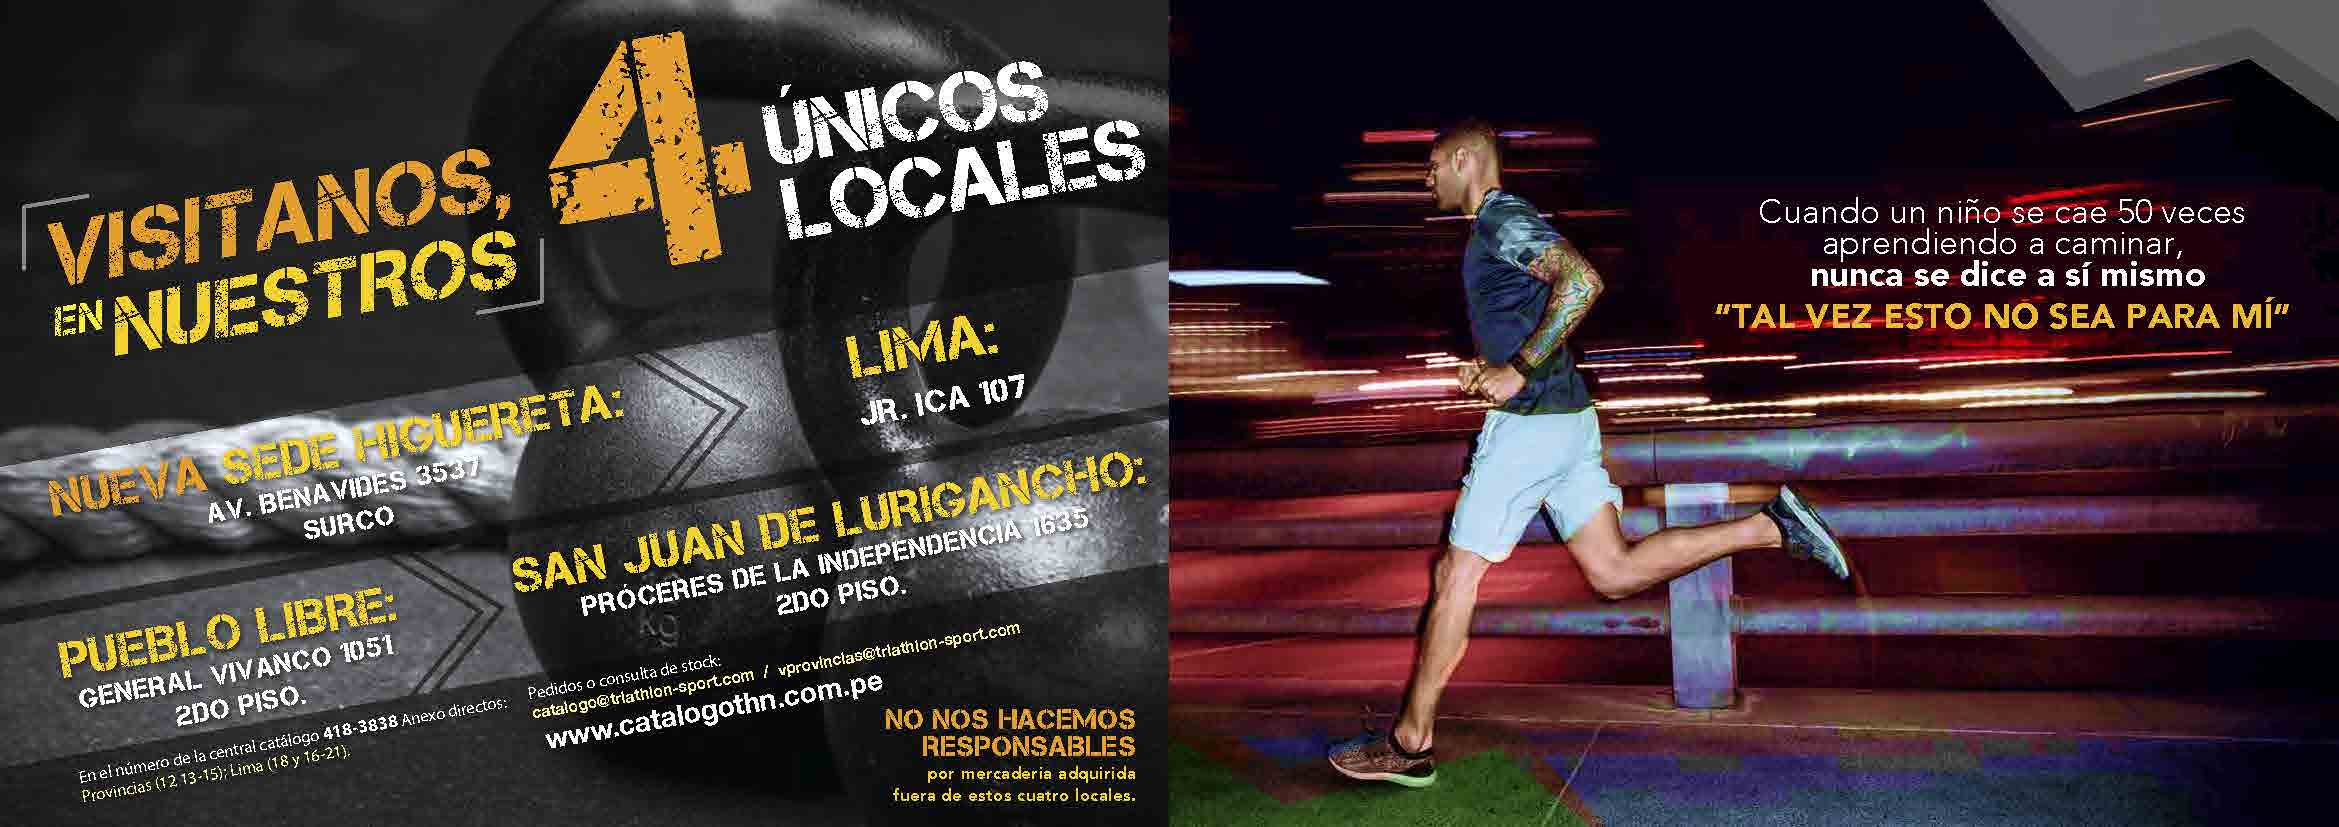 VISITANOS,
EN NUESTROS
4
ÚNICOS
LOCALES
NUEVA SEDE HIGUERETA:
AV. BENAVIDES 3537
SURCO
LIMA:
JR. ICA 107
PUEBLO LIBRE:
GENERAL VIVANCO 1051
2DO PISO.
SAN JUAN DE LURIGANCHO:
PRÓCERES DE LA INDEPENDENCIA 1635
2DO PISO.
kg
En el número de la central catálogo 418-3838 Anexo directos:
Provincias (12 13-15); Lima (18 y 16-21).
Pedidos o consulta de stock:
catalogo@triathlon-sport.com / vprovincias@triathlon-sport.com
www.catalogothn.com.pe
NO NOS HACEMOS
RESPONSABLES
por mercadería adquirida
fuera de estos cuatro locales.
Cuando un niño se cae 50 veces
aprendiendo a caminar,
nunca se dice a sí mismo
“TAL VEZ ESTO NO SEA PARA MÍ”